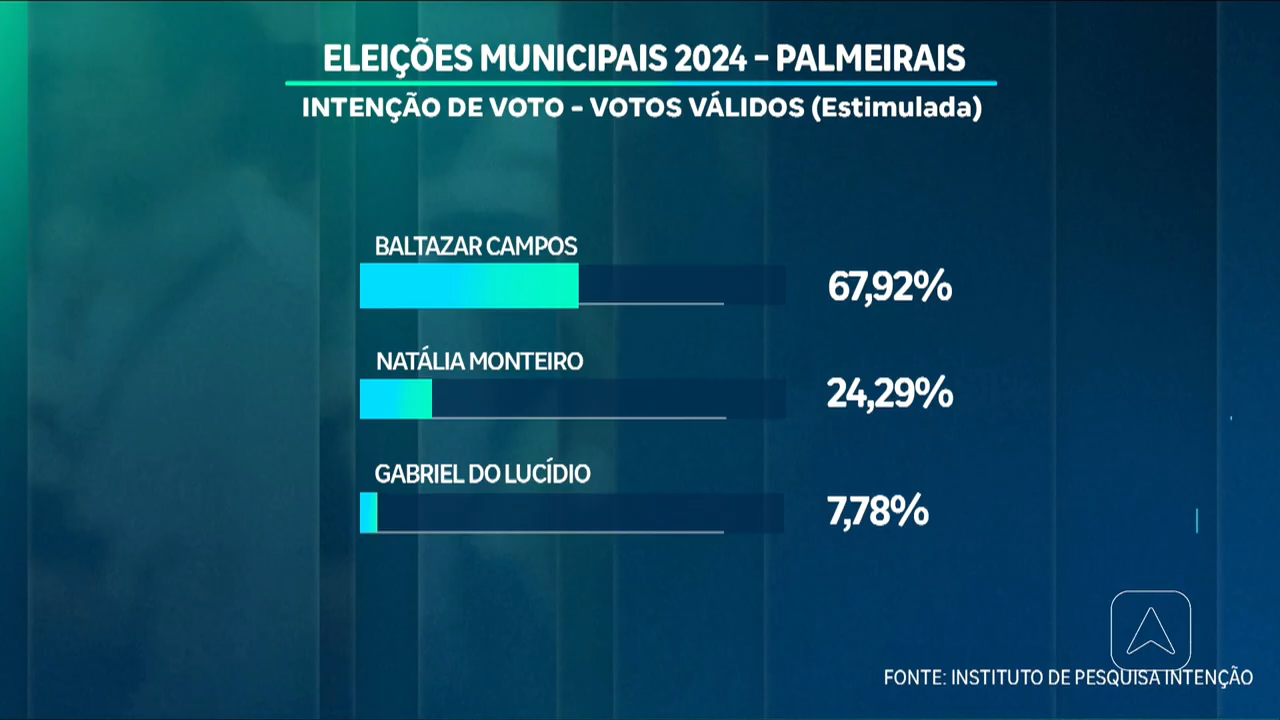 ELEIÇÕES MUNICIPAIS 2024 - PALMEIRAIS
INTENÇÃO DE VOTO - VOTOS VÁLIDOS (Estimulada)
BALTAZAR CAMPOS
67,92%
NATÁLIA MONTEIRO
24,29%
GABRIEL DO LUCÍDIO
7,78%
FONTE: INSTITUTO DE PESQUISA INTENÇÃO